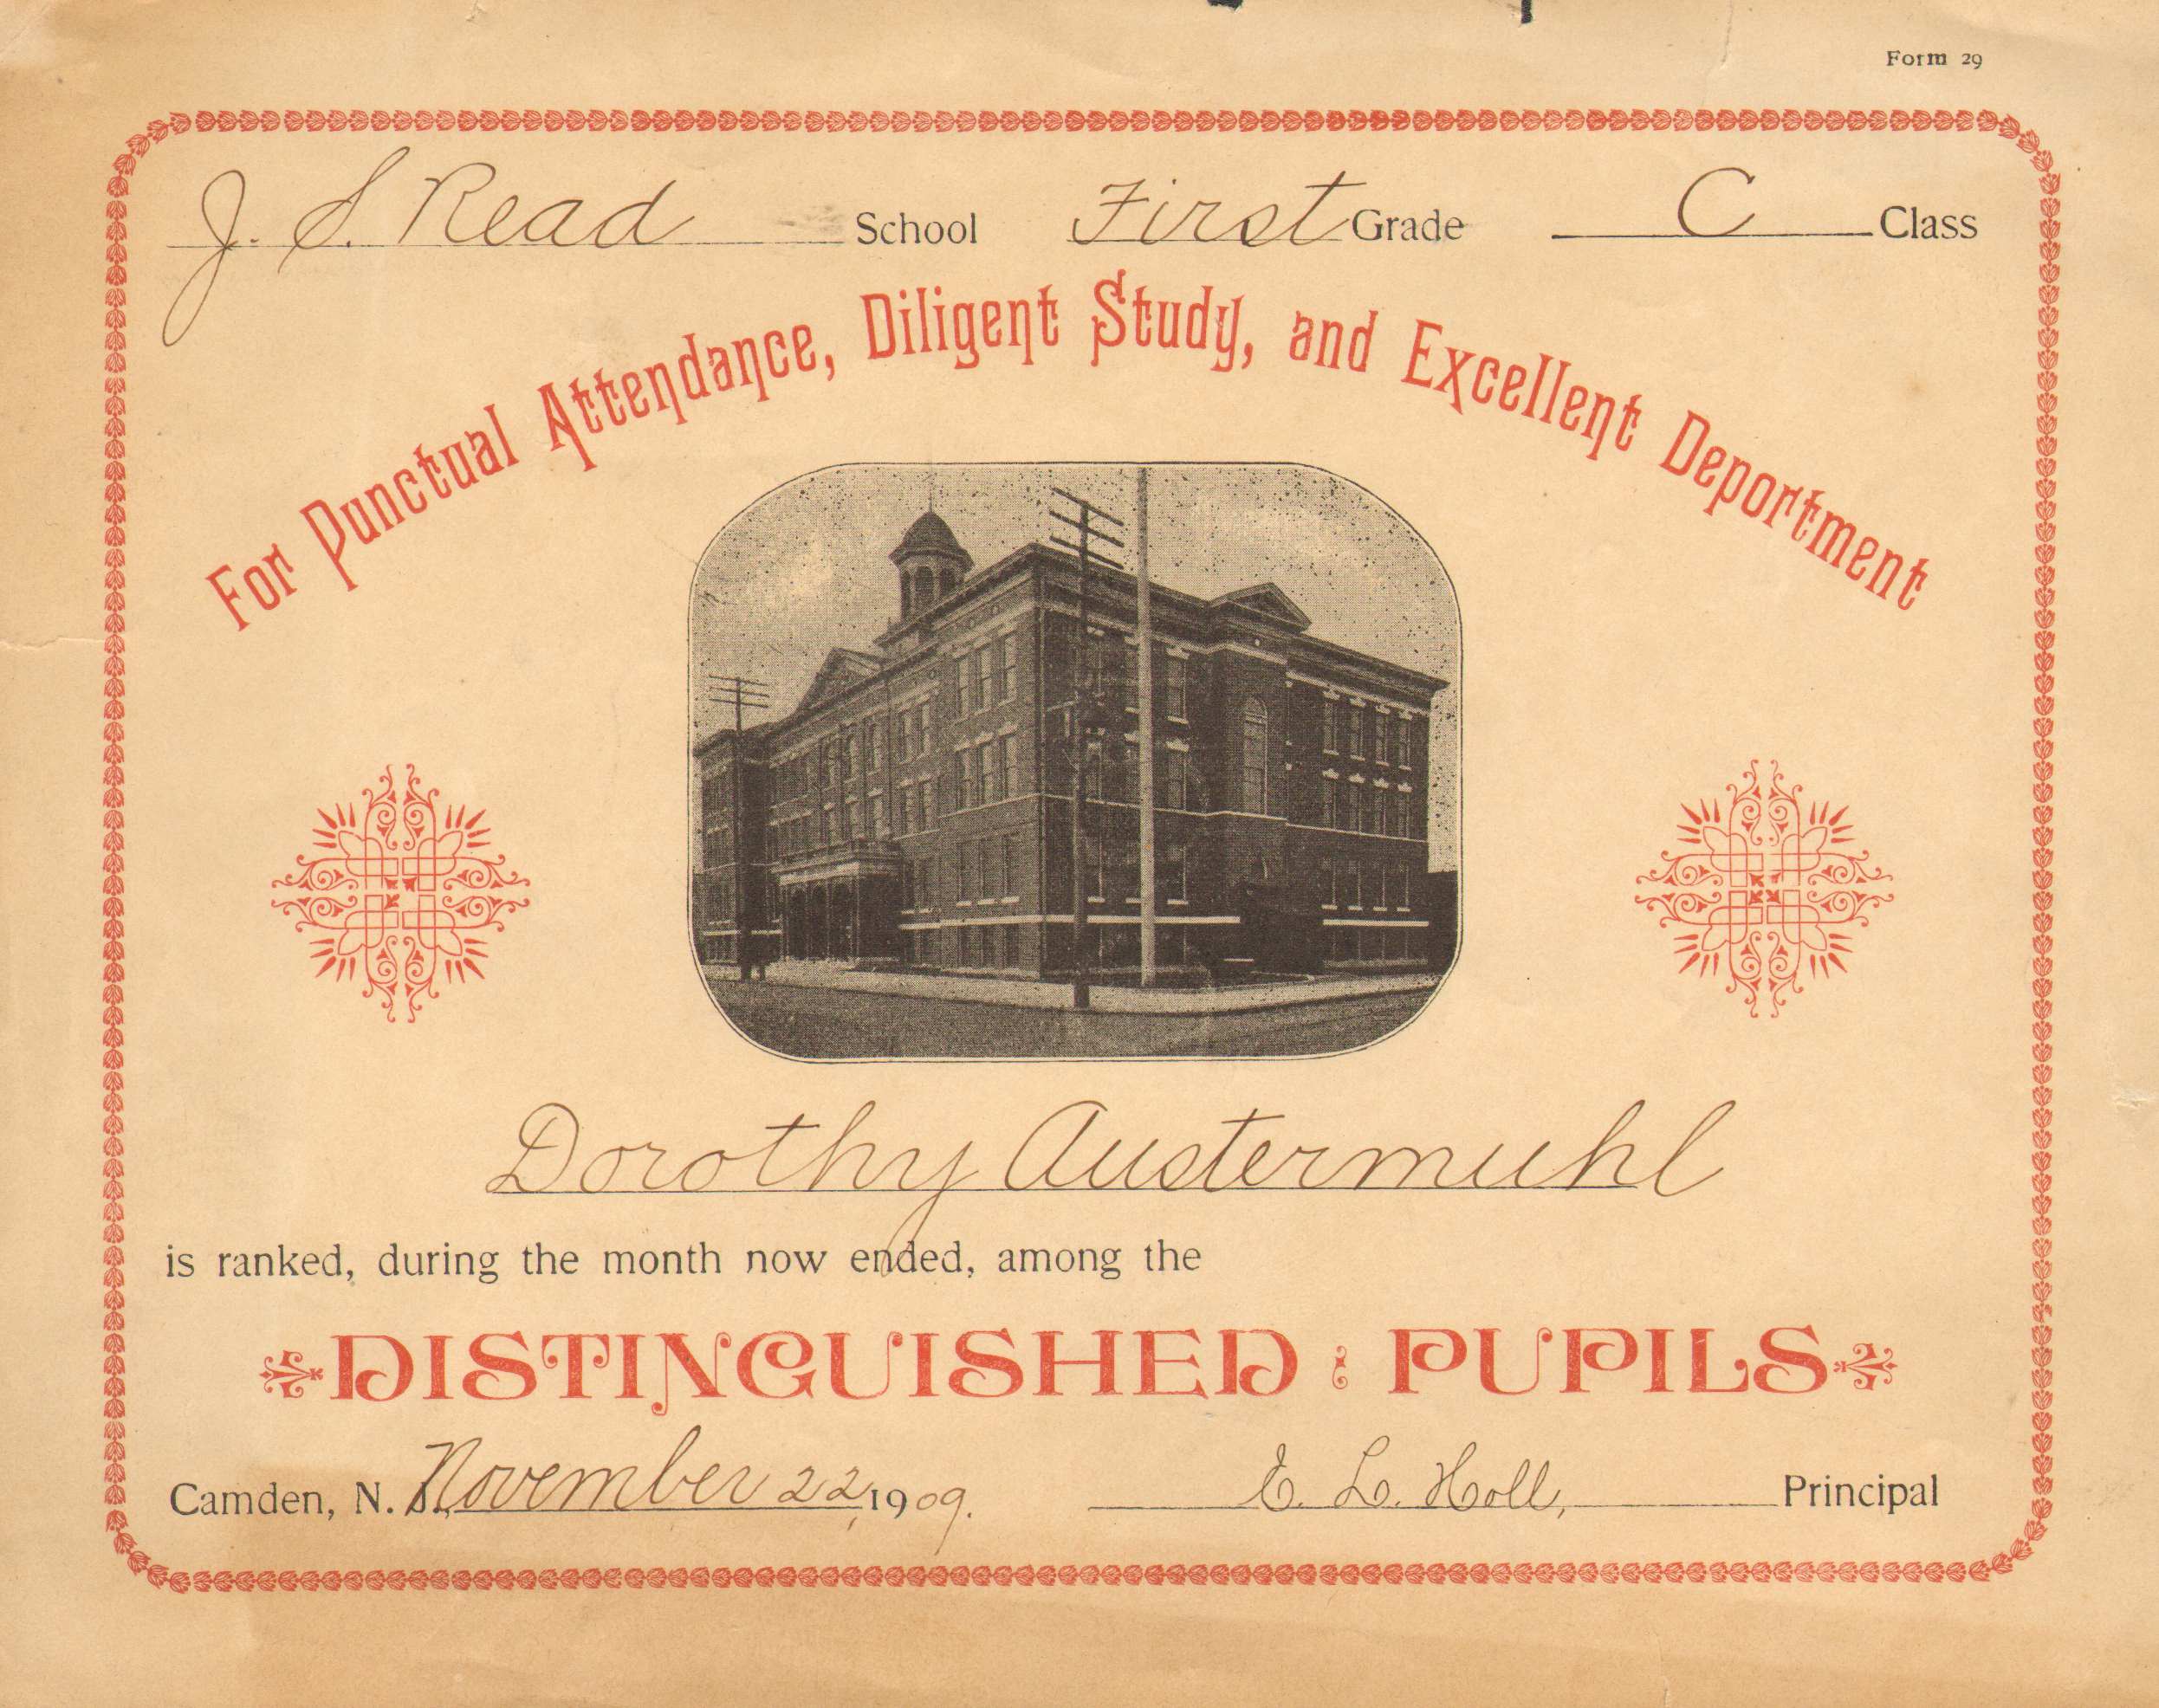 Form 29
J. S. Read School First Grade C Class
For Punctual Attendance, Diligent Study, and Excellent Deportment
Dorothy Austermuhl
is ranked, during the month now ended, among the
DISTINGUISHED : PUPILS
Camden, N. J., November 22, 1909. E. L. Holl, Principal